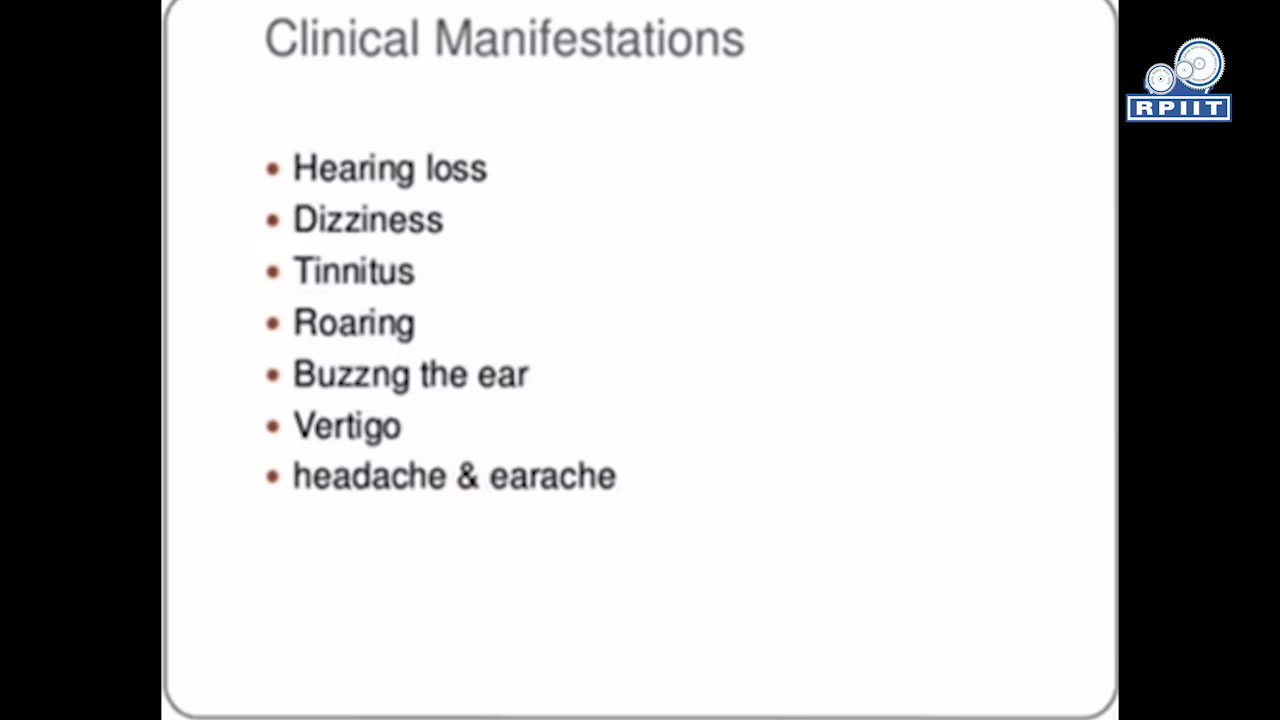 Clinical Manifestations
RPIIT
Hearing loss
Dizziness
Tinnitus
Roaring
Buzzng the ear
Vertigo
headache & earache